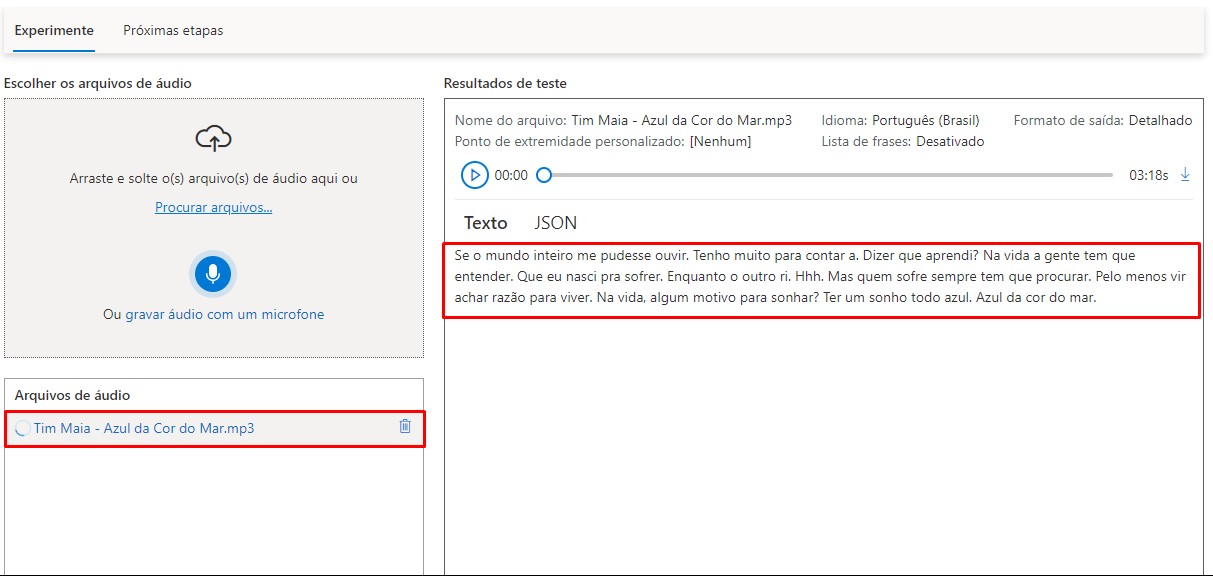 Experimente Próximas etapas
Escolher os arquivos de áudio
Arraste e solte o(s) arquivo(s) de áudio aqui ou
Procurar arquivos...
Ou gravar áudio com um microfone
Arquivos de áudio
Tim Maia - Azul da Cor do Mar.mp3
Resultados de teste
Nome do arquivo: Tim Maia - Azul da Cor do Mar.mp3 Idioma: Português (Brasil) Formato de saída: Detalhado
Ponto de extremidade personalizado: [Nenhum] Lista de frases: Desativado
00:00 03:18s
Texto JSON
Se o mundo inteiro me pudesse ouvir. Tenho muito para contar a. Dizer que aprendi? Na vida a gente tem que
entender. Que eu nasci pra sofrer. Enquanto o outro ri. Hhh. Mas quem sofre sempre tem que procurar. Pelo menos vir
achar razão para viver. Na vida, algum motivo para sonhar? Ter um sonho todo azul. Azul da cor do mar.